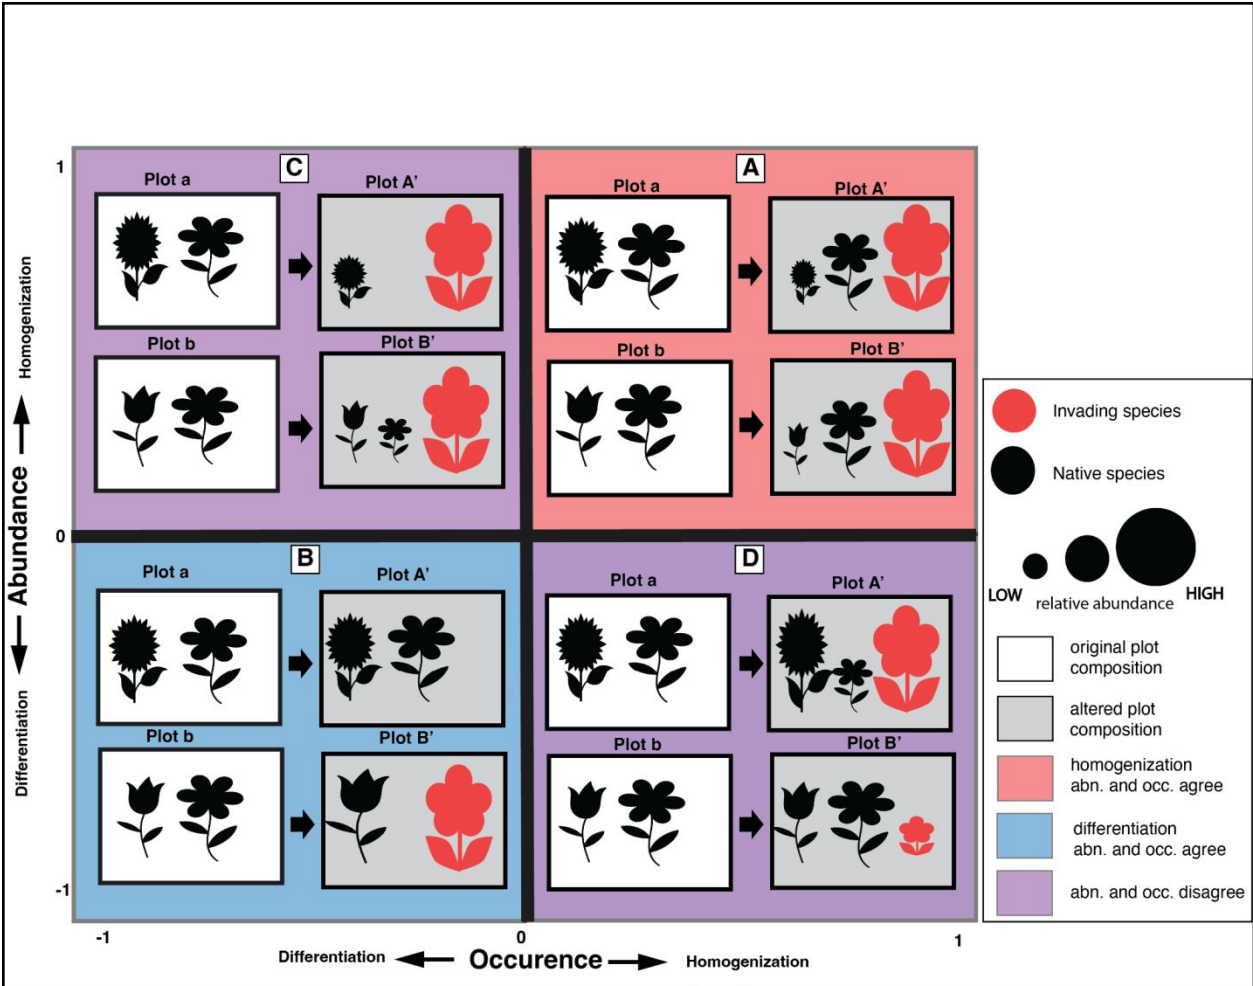 1
0
-1
Homogenization
Abundance
Differentiation
C
Plot a
Plot A'
Plot b
Plot B'
A
Plot a
Plot A'
Plot b
Plot B'
B
Plot a
Plot A'
Plot b
Plot B'
D
Plot a
Plot A'
Plot b
Plot B'
-1
0
1
Differentiation
Occurence
Homogenization
Invading species
Native species
LOW
relative abundance
HIGH
original plot
composition
altered plot
composition
homogenization
abn. and occ. agree
differentiation
abn. and occ. agree
abn. and occ. disagree